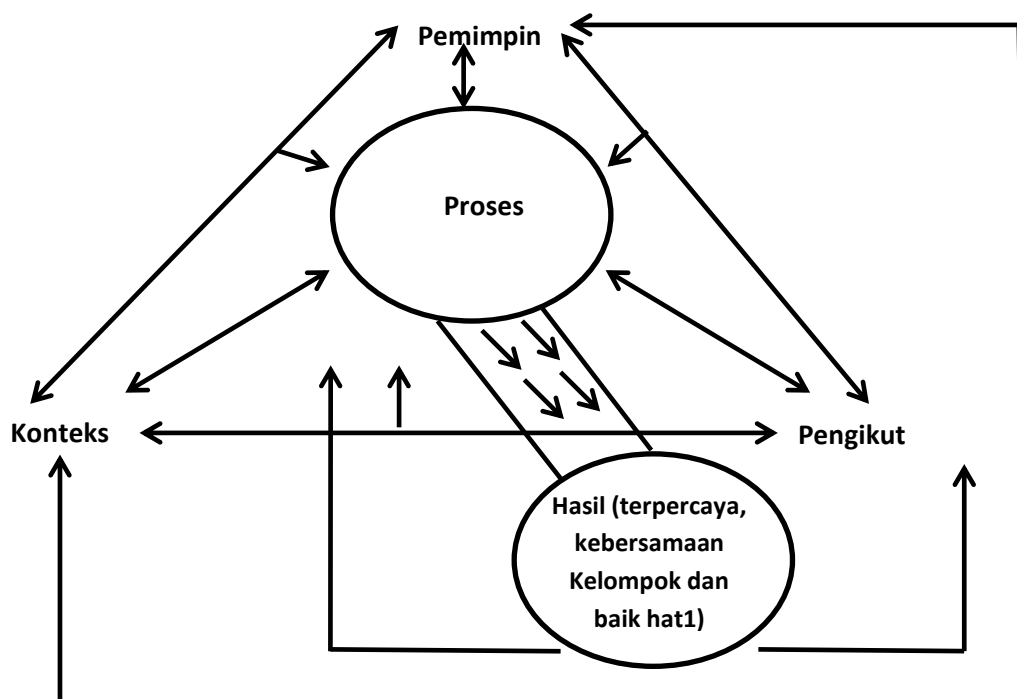 Pemimpin
Proses
Konteks
Pengikut
Hasil (terpercaya,
kebersamaan
Kelompok dan
baik hat1)